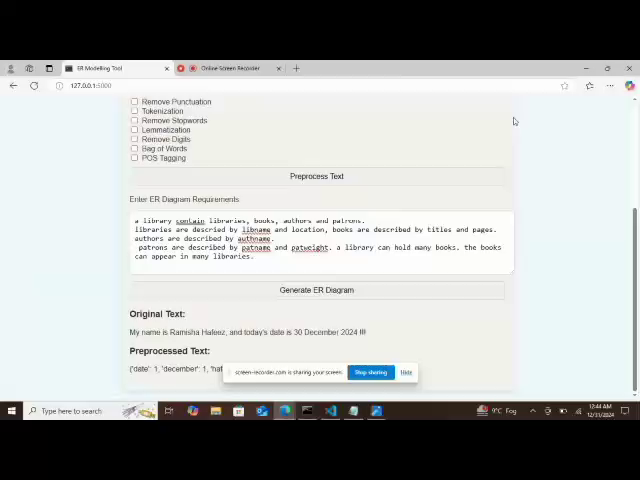 ER Modelling Tool
Online Screen Recorder
127.0.0.1:5000
Remove Punctuation
Tokenization
Remove Stopwords
Lemmatization
Remove Digits
Bag of Words
POS Tagging
Preprocess Text
Enter ER Diagram Requirements
a library contain libraries, books, authors and patrons.
libraries are descried by libname and location, books are described by titles and pages.
authors are described by authname.
patrons are described by patname and patweight. a library can hold many books. the books
can appear in many libraries.
Generate ER Diagram
Original Text:
My name is Ramisha Hafeez, and today's date is 30 December 2024 !!!
Preprocessed Text:
{'date': 1, 'december': 1, 'haf
screen-recorder.com is sharing your screen.
Stop sharing
Hide
Type here to search
9°C Fog
12:44 AM
12/31/2024